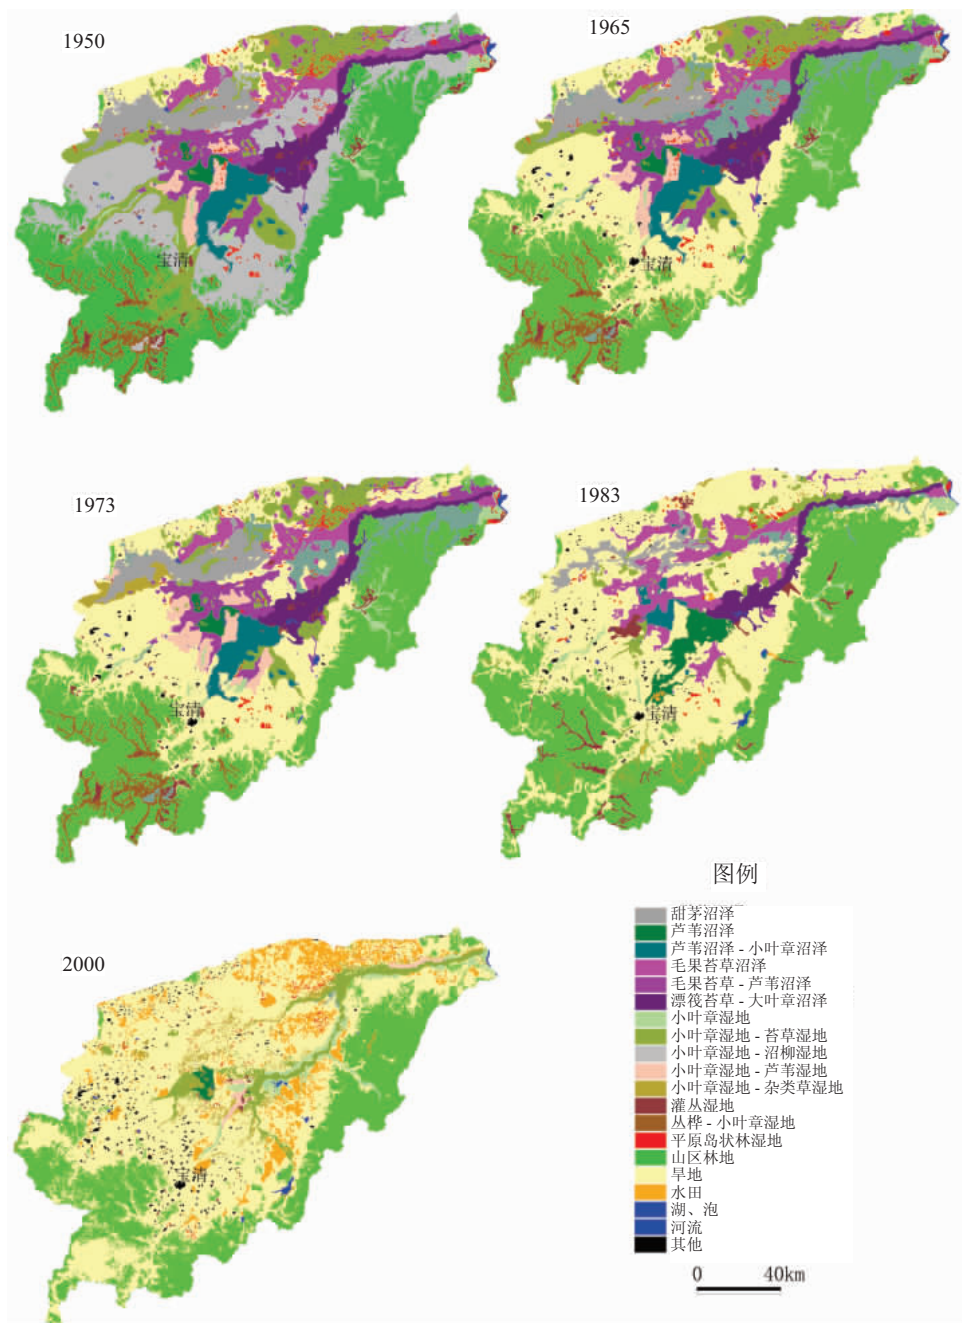 1950
1965
宝清
宝清
1973
1983
宝清
宝清
图例
甜茅沼泽
芦苇沼泽
芦苇沼泽 - 小叶章沼泽
毛果苔草沼泽
毛果苔草 - 芦苇沼泽
漂筏苔草 - 大叶章沼泽
小叶章湿地
小叶章湿地 - 苔草湿地
小叶章湿地 - 沼柳湿地
小叶章湿地 - 芦苇湿地
小叶章湿地 - 杂类草湿地
灌丛湿地
丛桦 - 小叶章湿地
平原岛状林湿地
山区林地
旱地
水田
湖、泡
河流
其他
0 40km
2000
宝清